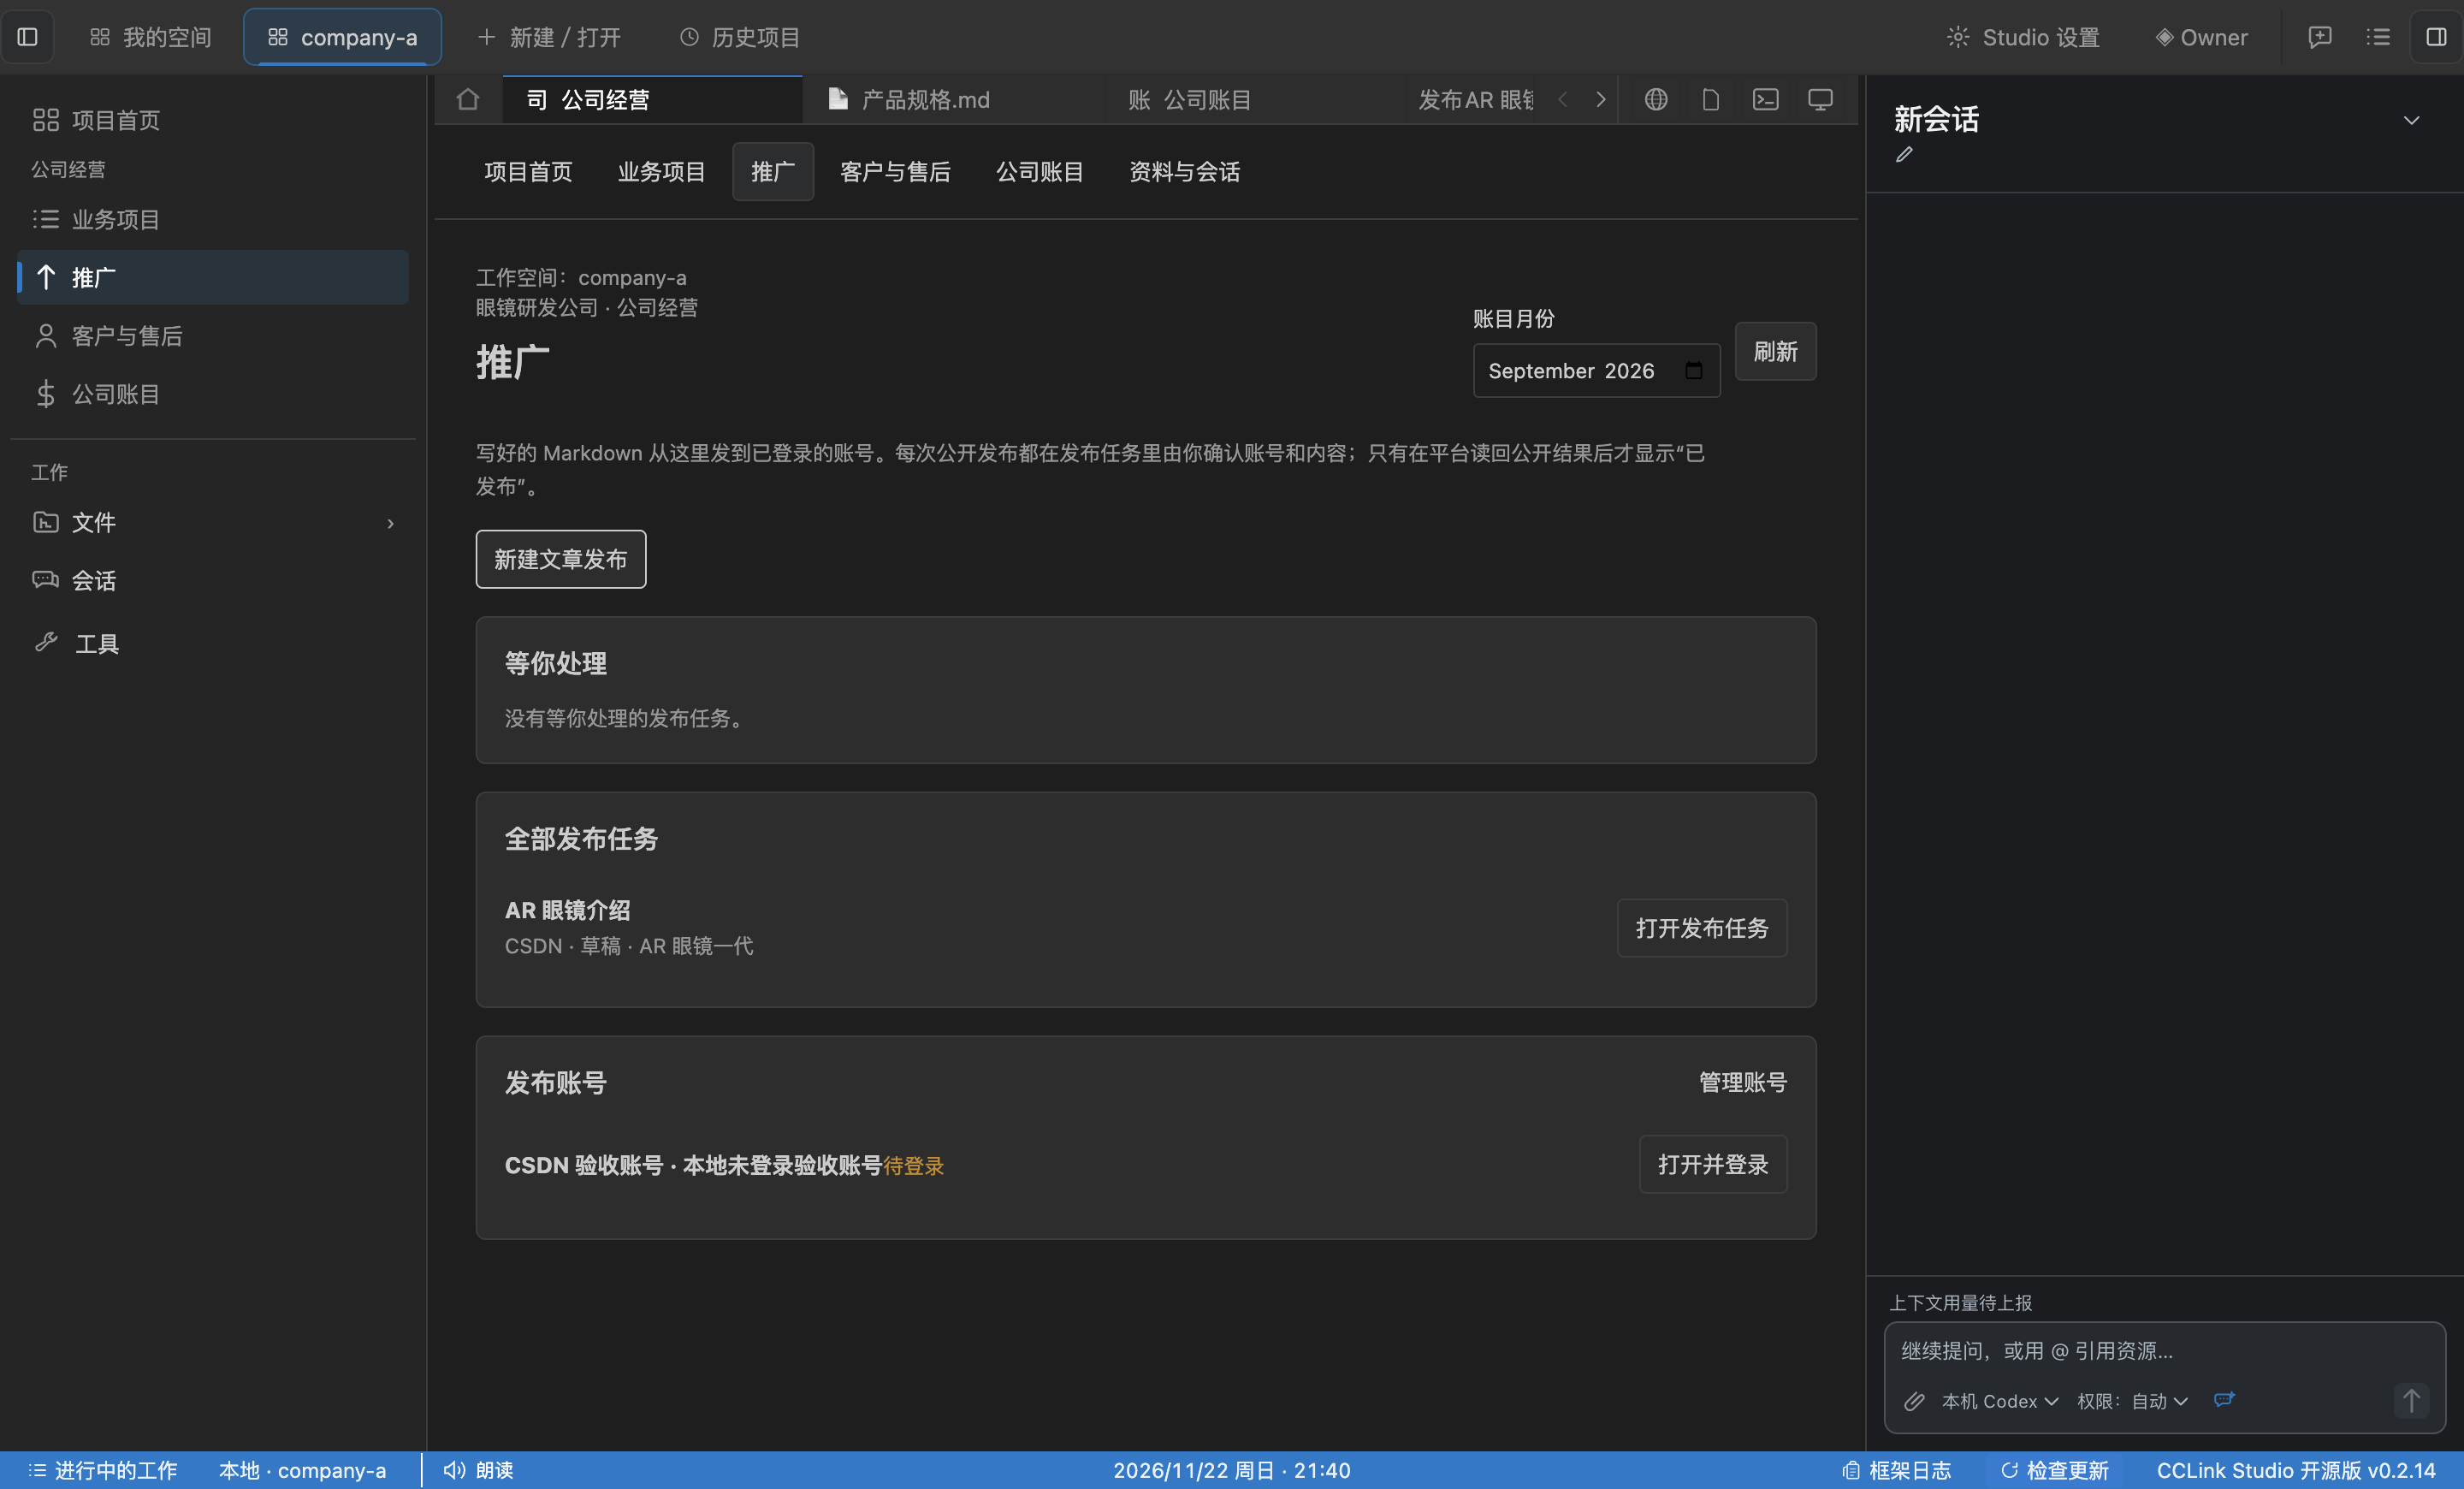 我的空间
company-a
新建 / 打开
历史项目
Studio 设置
Owner
项目首页
公司经营
业务项目
推广
客户与售后
公司账目
工作
文件
会话
工具
司 公司经营
产品规格.md
账 公司账目
发布AR 眼
项目首页
业务项目
推广
客户与售后
公司账目
资料与会话
工作空间：company-a
眼镜研发公司 · 公司经营
推广
账目月份
September 2026
刷新
写好的 Markdown 从这里发到已登录的账号。每次公开发布都在发布任务里由你确认账号和内容；只有在平台读回公开结果后才显示“已
发布”。
新建文章发布
等你处理
没有等你处理的发布任务。
全部发布任务
AR 眼镜介绍
CSDN · 草稿 · AR 眼镜一代
打开发布任务
发布账号
管理账号
CSDN 验收账号 · 本地未登录验收账号待登录
打开并登录
新会话
上下文用量待上报
继续提问，或用 @ 引用资源...
本机 Codex
权限：自动
进行中的工作
本地 · company-a
朗读
2026/11/22 周日 · 21:40
框架日志
检查更新
CCLink Studio 开源版 v0.2.14